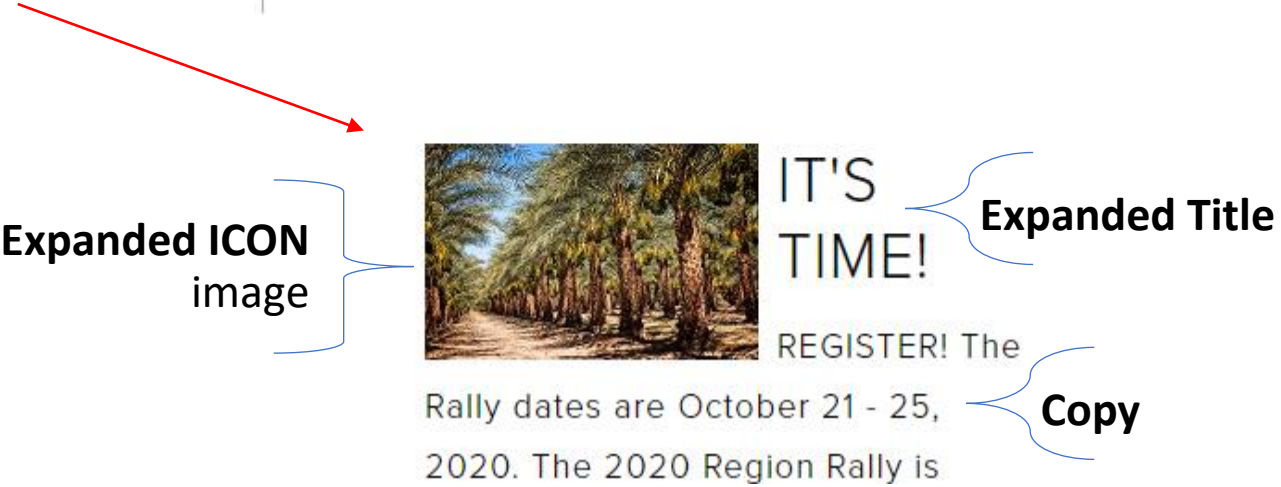 IT'S
TIME!
Expanded Title
Expanded ICON
image
REGISTER! The
Rally dates are October 21 - 25,
Copy
2020. The 2020 Region Rally is